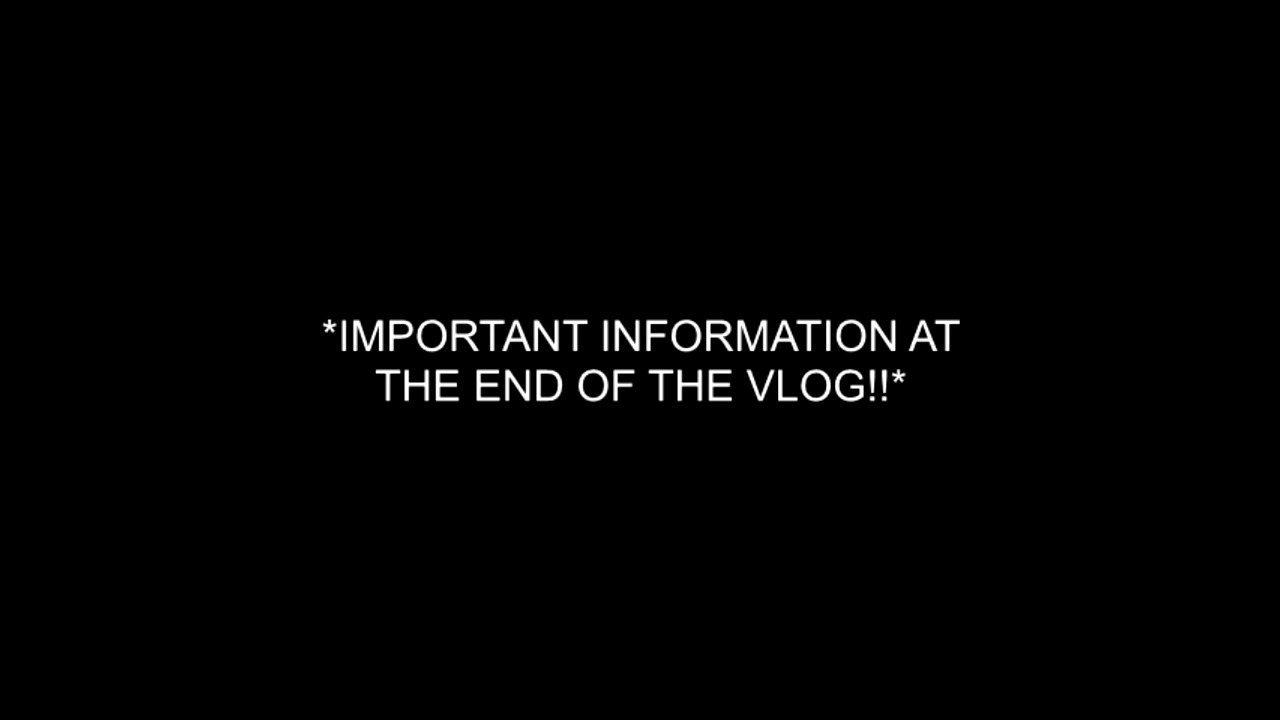 *IMPORTANT INFORMATION AT
THE END OF THE VLOG!!*